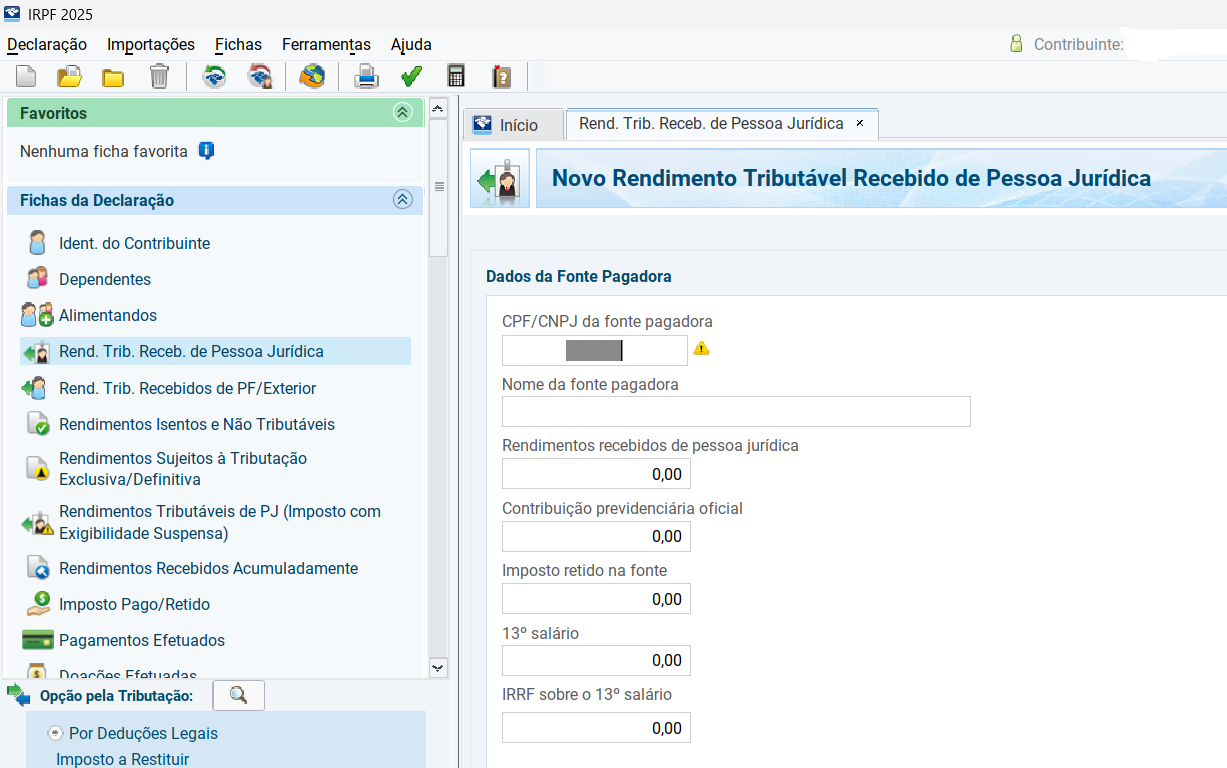 IRPF 2025
Declaração Importações Fichas Ferramentas Ajuda
Contribuinte:
Favoritos
Nenhuma ficha favorita
Fichas da Declaração
Ident. do Contribuinte
Dependentes
Alimentandos
Rend. Trib. Receb. de Pessoa Jurídica
Rend. Trib. Recebidos de PF/Exterior
Rendimentos Isentos e Não Tributáveis
Rendimentos Sujeitos à Tributação
Exclusiva/Definitiva
Rendimentos Tributáveis de PJ (Imposto com
Exigibilidade Suspensa)
Rendimentos Recebidos Acumuladamente
Imposto Pago/Retido
Pagamentos Efetuados
Doações Efetuadas
Opção pela Tributação:
Por Deduções Legais
Imposto a Restituir
Início
Rend. Trib. Receb. de Pessoa Jurídica ×
Novo Rendimento Tributável Recebido de Pessoa Jurídica
Dados da Fonte Pagadora
CPF/CNPJ da fonte pagadora
Nome da fonte pagadora
Rendimentos recebidos de pessoa jurídica
0,00
Contribuição previdenciária oficial
0,00
Imposto retido na fonte
0,00
13º salário
0,00
IRRF sobre o 13º salário
0,00